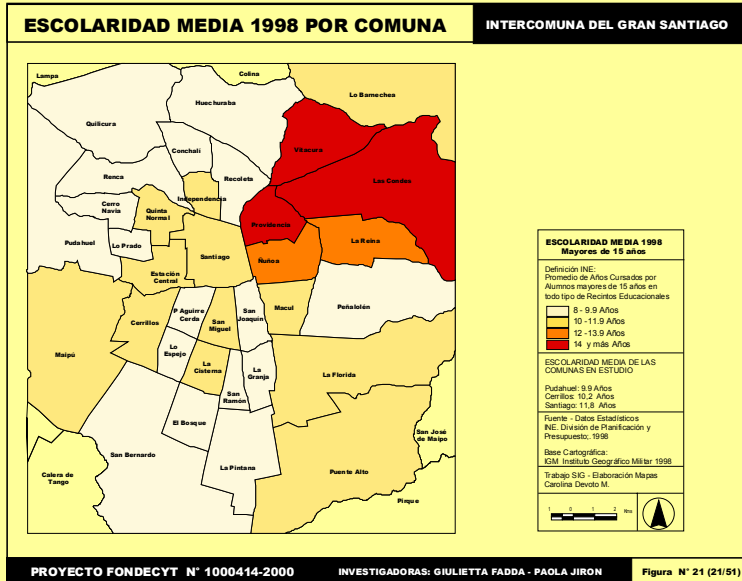 ESCOLARIDAD MEDIA 1998 POR COMUNA
INTERCOMUNA DEL GRAN SANTIAGO
Lampa
Colina
Lo Barnechea
Huechuraba
Quilicura
Vitacura
Conchalí
Renca
Recoleta
Las Condes
Independencia
Cerro
Navia
Quinta
Normal
Providencia
Pudahuel
Lo Prado
La Reina
Santiago
Ñuñoa
Estación
Central
Peñalolén
Macul
P Aguirre
Cerda
San
Joaquín
San
Miguel
Cerrillos
Lo
Espejo
Maipú
La
Cisterna
La
Granja
La Florida
San
Ramón
El Bosque
San José
de Maipo
San Bernardo
La Pintana
Puente Alto
Calera de
Tango
Pirque
ESCOLARIDAD MEDIA 1998
Mayores de 15 años
Definición INE:
Promedio de Años Cursados por
Alumnos mayores de 15 años en
todo tipo de Recintos Educacionales
8 - 9.9 Años
10 -11.9 Años
12 -13.9 Años
14 y más Años
ESCOLARIDAD MEDIA DE LAS
COMUNAS EN ESTUDIO
Pudahuel: 9.9 Años
Cerrillos: 10,2 Años
Santiago: 11,8 Años
Fuente - Datos Estadísticos
INE. División de Planificación y
Presupuesto;. 1998
Base Cartográfica:
IGM Instituto Geográfico Militar 1998
Trabajo SIG - Elaboración Mapas
Carolina Devoto M.
1 0 1 2
PROYECTO FONDECYT N° 1000414-2000
INVESTIGADORAS: GIULIETTA FADDA - PAOLA JIRON
Figura N° 21 (21/51)